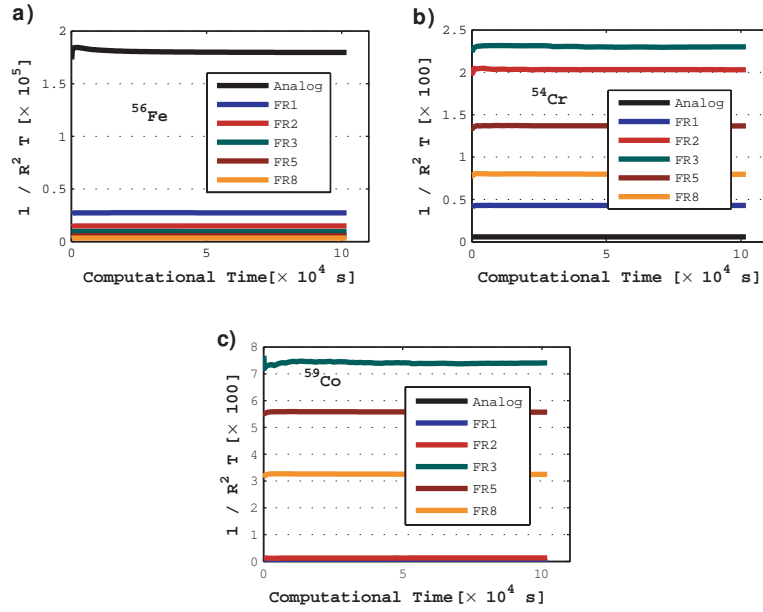 a)
1 / R² T [× 10⁵]
2
1.5
1
0.5
0
⁵⁶Fe
Analog
FR1
FR2
FR3
FR5
FR8
0
5
10
Computational Time[× 10⁴ s]
b)
1 / R² T [× 100]
2.5
2
1.5
1
0.5
0
⁵⁴Cr
Analog
FR1
FR2
FR3
FR5
FR8
0
5
10
Computational Time [× 10⁴ s]
c)
1 / R² T [× 100]
8
7
6
5
4
3
2
1
0
⁵⁹Co
Analog
FR1
FR2
FR3
FR5
FR8
0
5
10
Computational Time[× 10⁴ s]